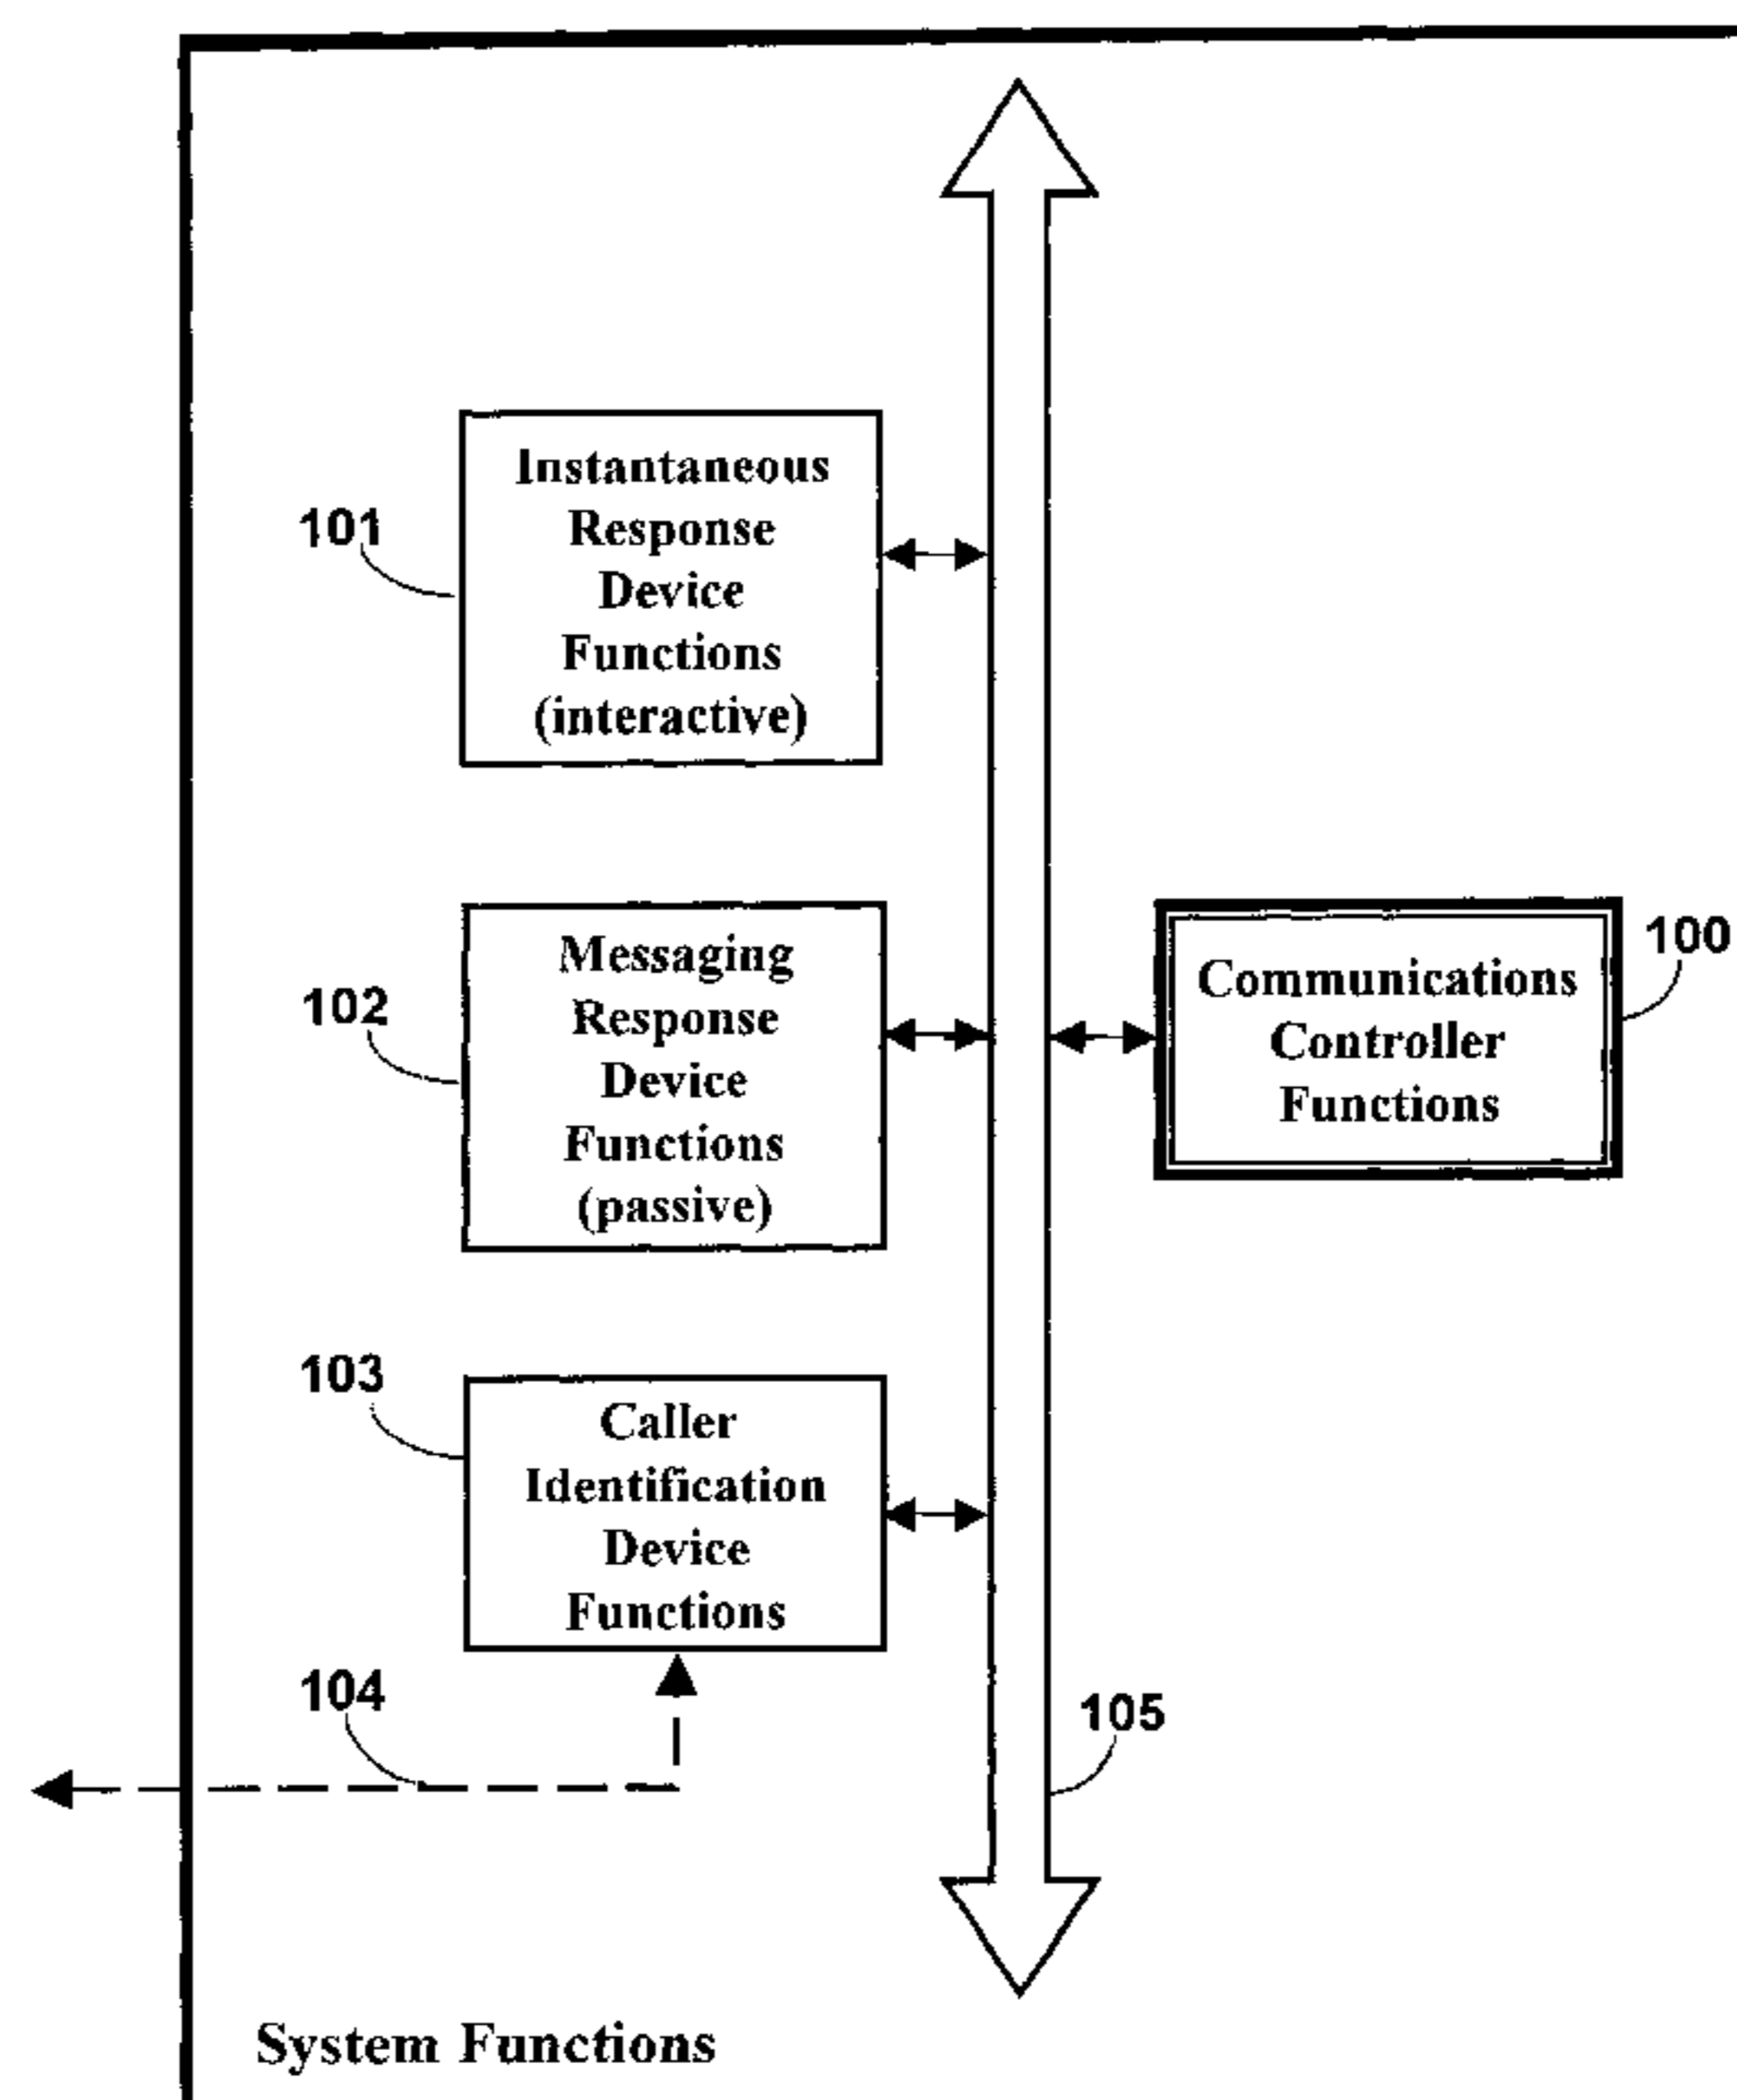 Instantaneous
Response
Device
Functions
(interactive)
101
Messaging
Response
Device
Functions
(passive)
102
Communications
Controller
Functions
100
103
Caller
Identification
Device
Functions
104
105
System Functions